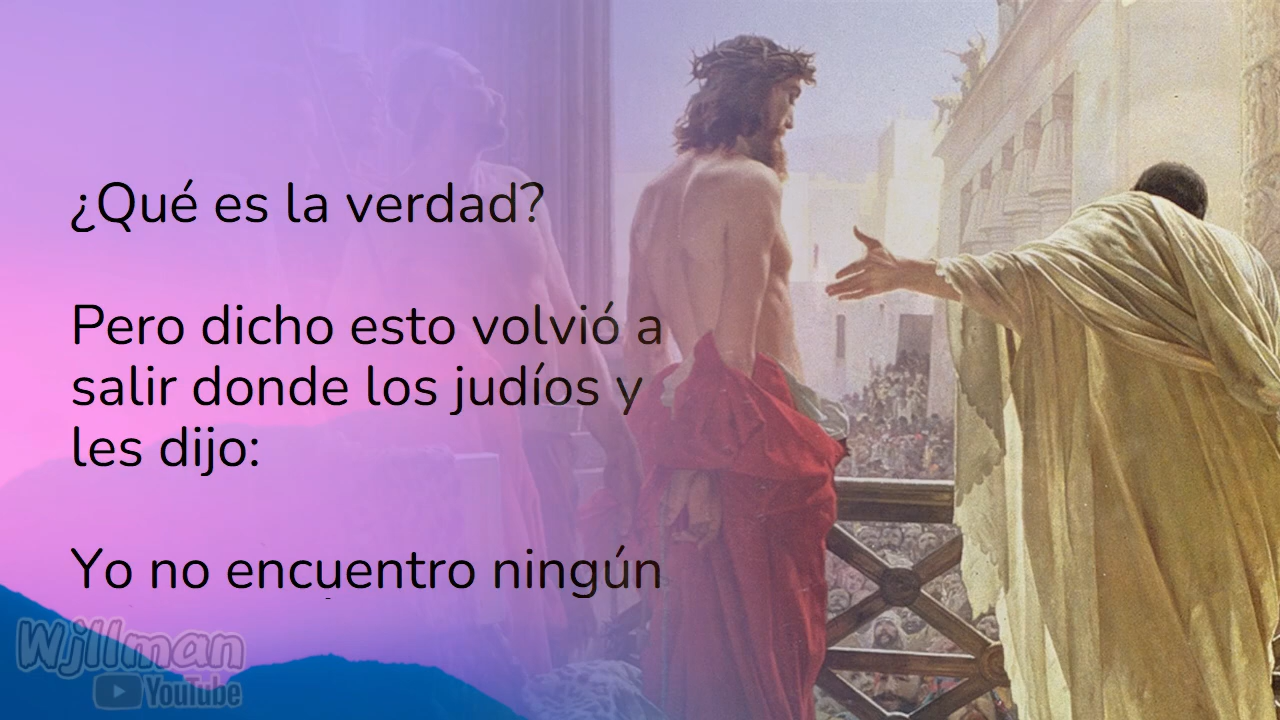 ¿Qué es la verdad?
Pero dicho esto volvió a
salir donde los judíos y
les dijo:
Yo no encuentro ningún
Wjllman
YouTube